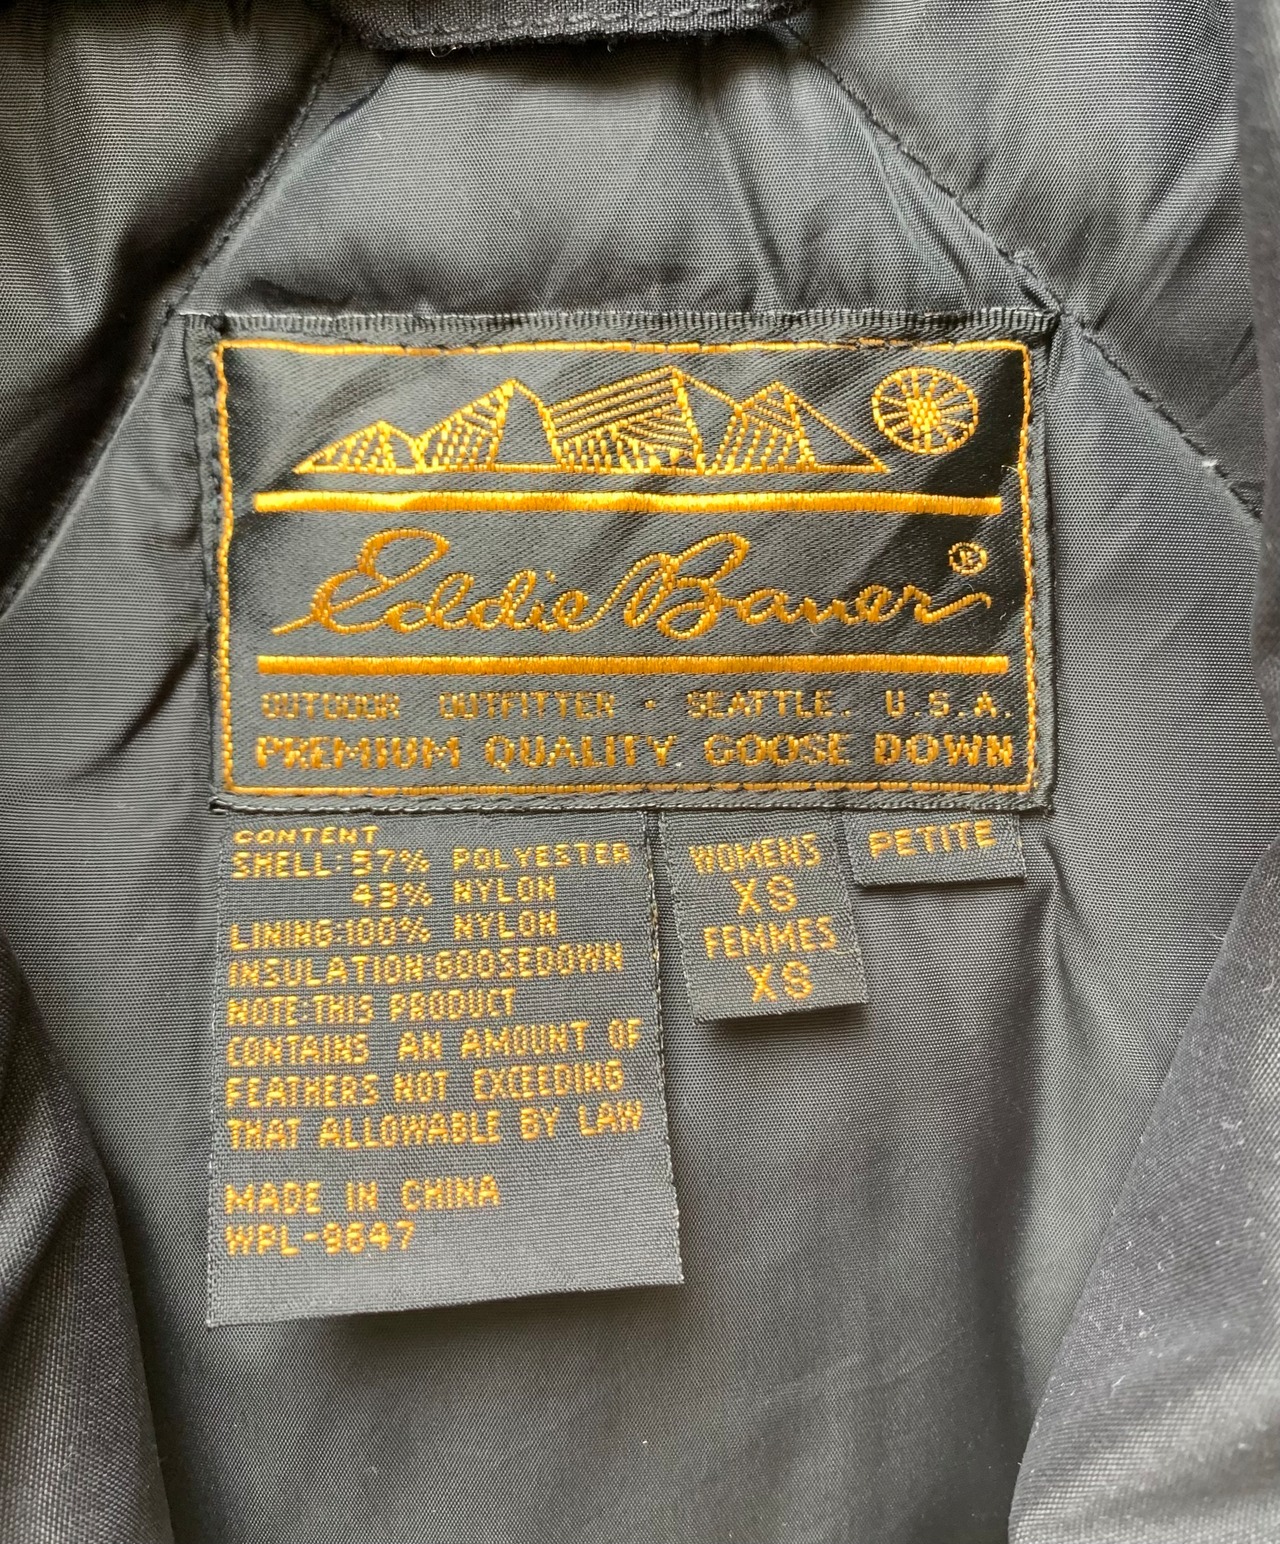 Eddie Bauer®
OUTDOOR OUTFITTER · SEATTLE. U.S.A.
PREMIUM QUALITY GOOSE DOWN
CONTENT
SHELL:57% POLYESTER
43% NYLON
LINING:100% NYLON
INSULATION:GOOSEDOWN
NOTE:THIS PRODUCT
CONTAINS AN AMOUNT OF
FEATHERS NOT EXCEEDING
THAT ALLOWABLE BY LAW
MADE IN CHINA
WPL-9647
WOMENS
XS
FEMMES
XS
PETITE